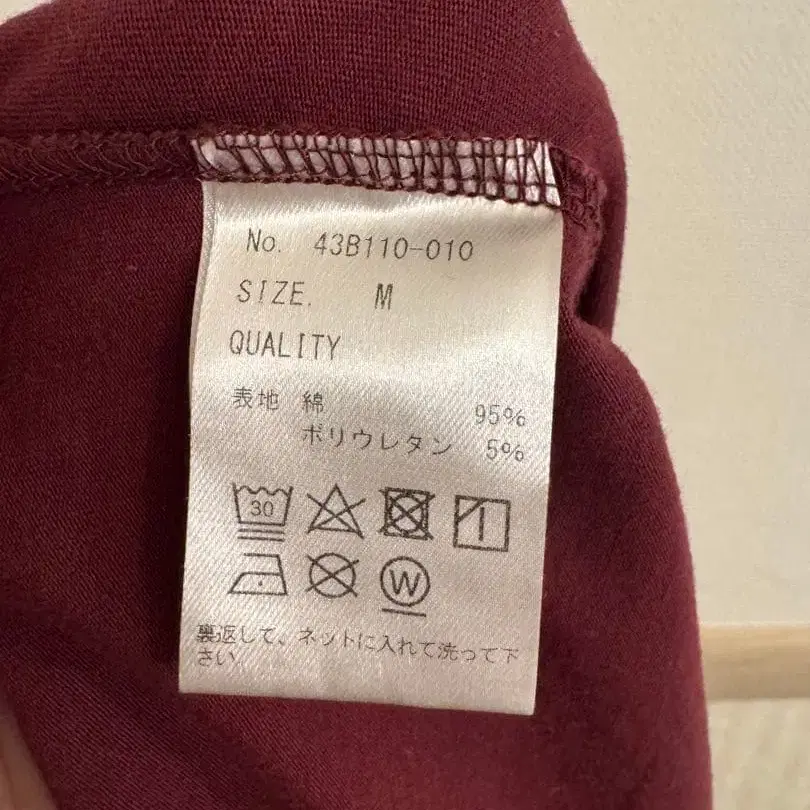 No. 43B110-010
SIZE. M
QUALITY
表地 綿 95%
ポリウレタン 5%
30
W
裏返して、ネットに入れて洗って下
さい。